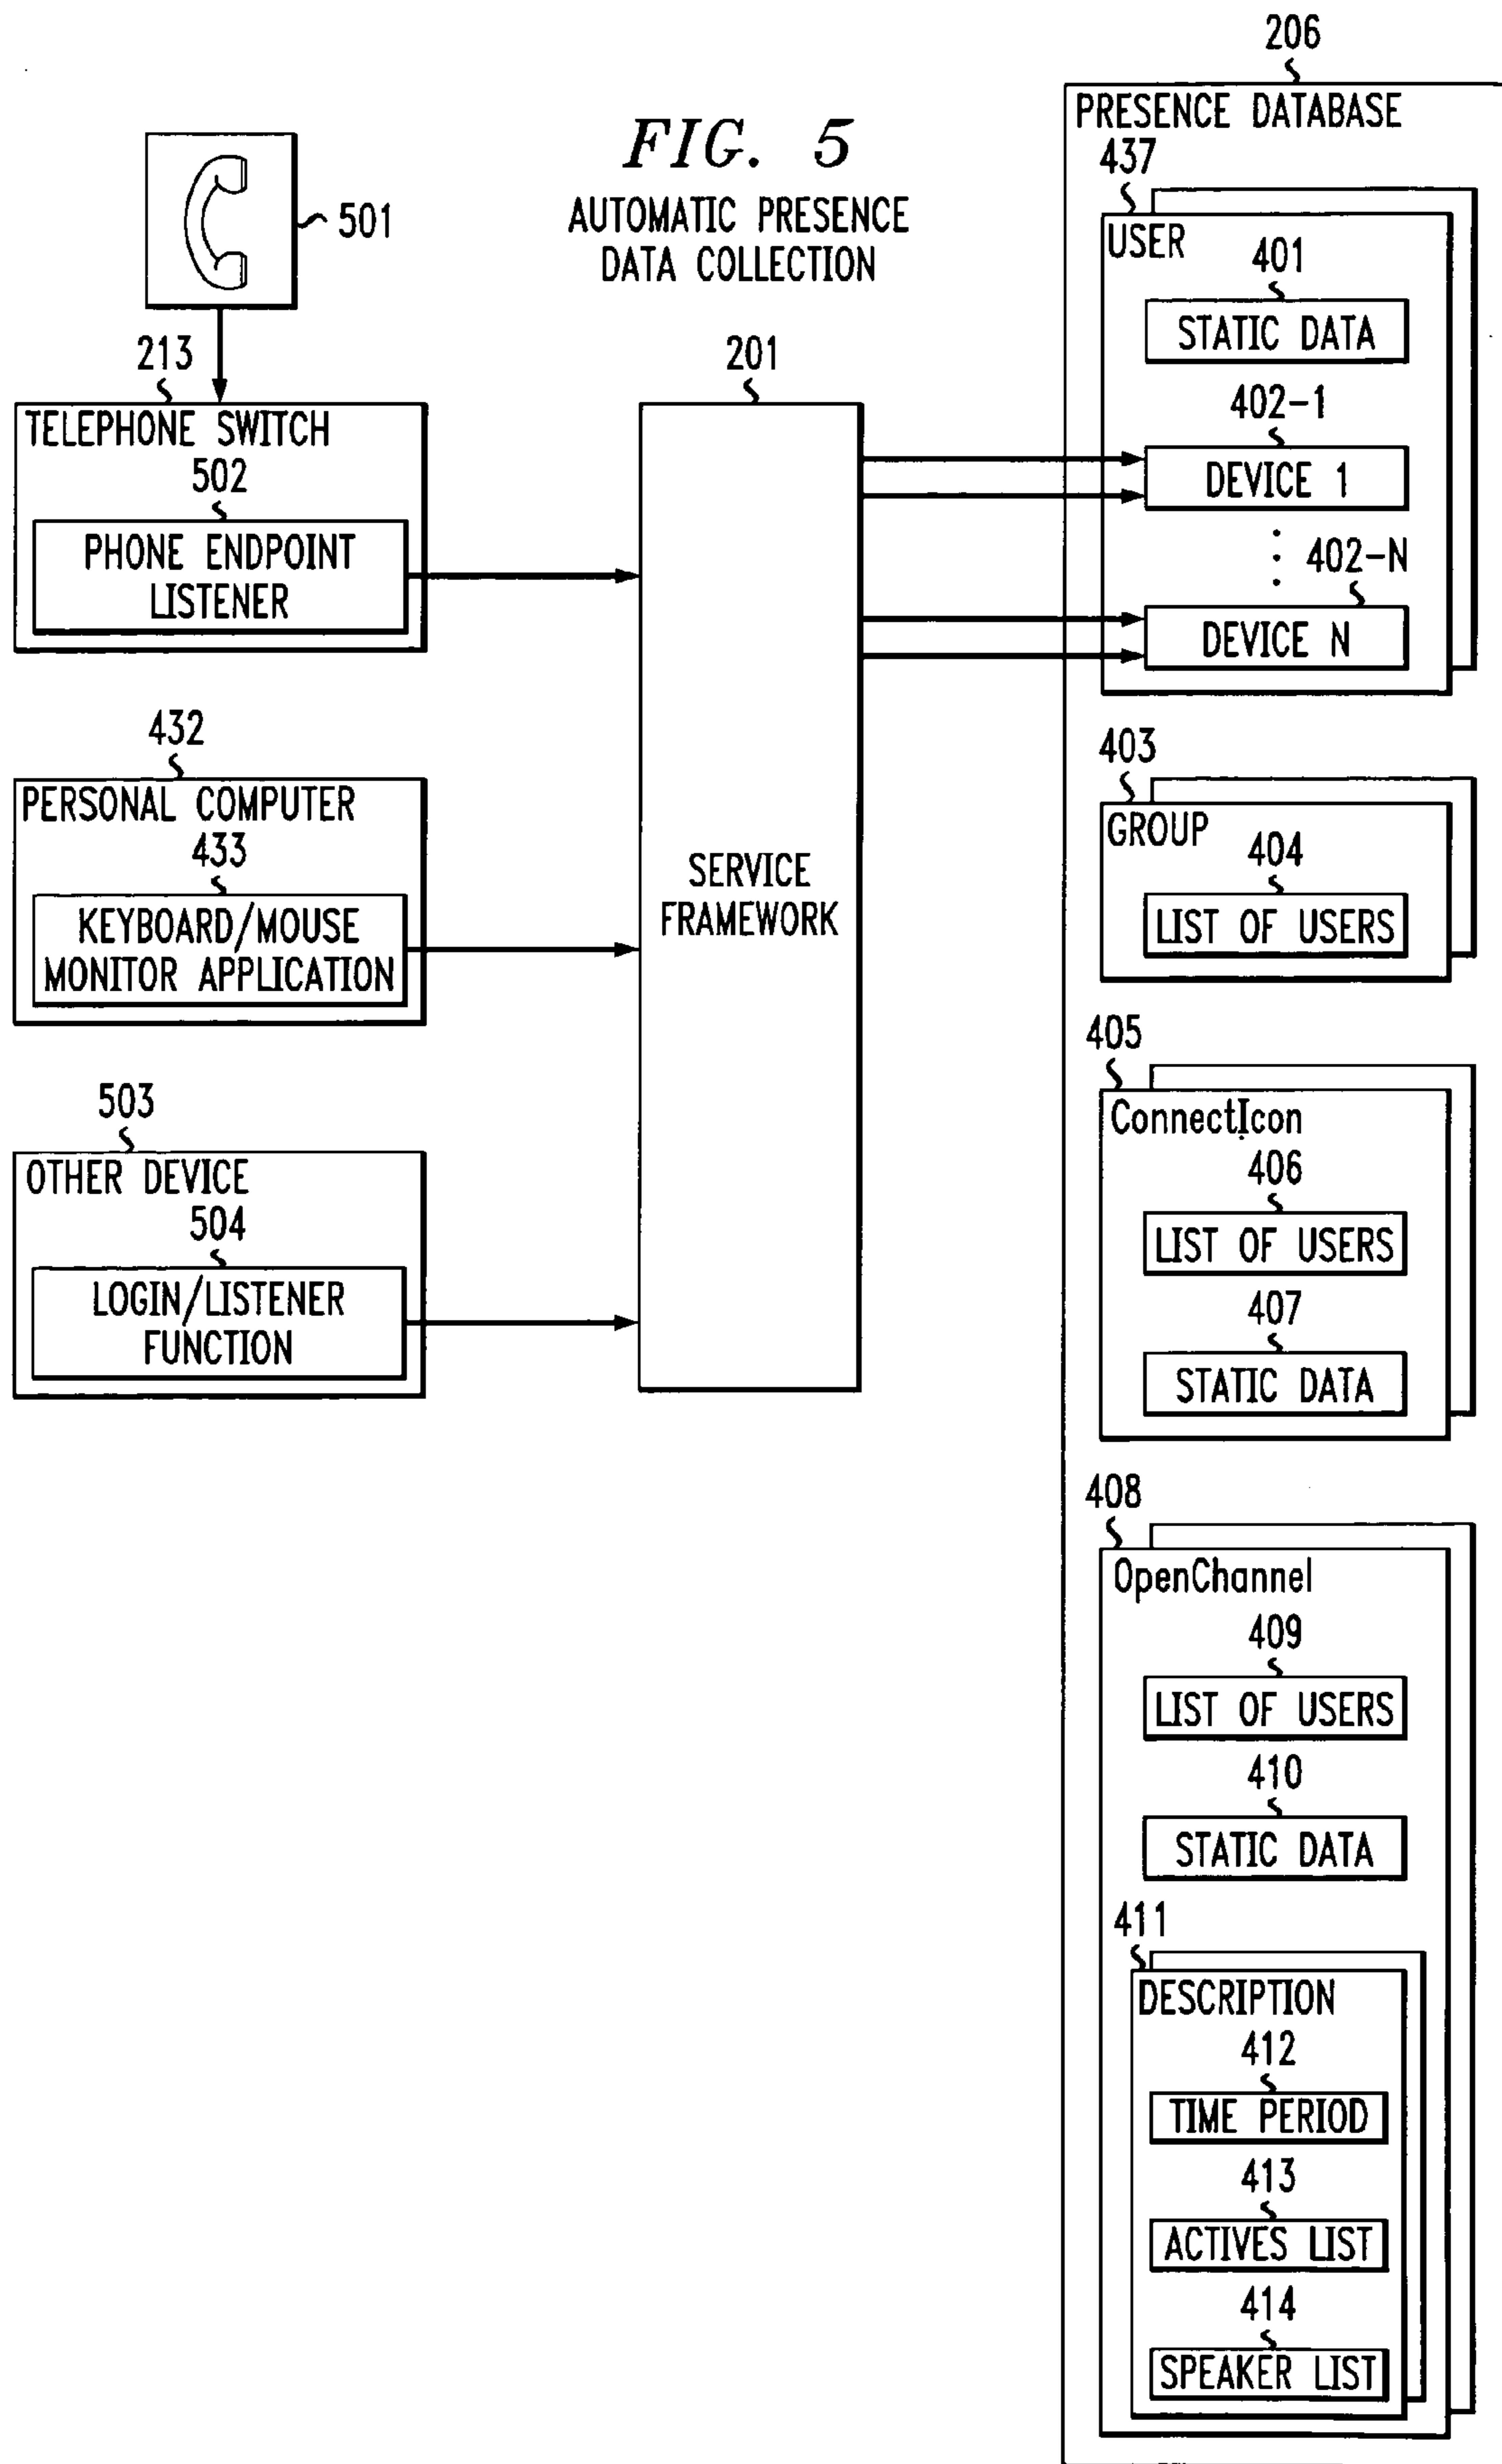 FIG. 5
AUTOMATIC PRESENCE
DATA COLLECTION
501
213
TELEPHONE SWITCH
502
PHONE ENDPOINT
LISTENER
432
PERSONAL COMPUTER
433
KEYBOARD/MOUSE
MONITOR APPLICATION
503
OTHER DEVICE
504
LOGIN/LISTENER
FUNCTION
201
SERVICE
FRAMEWORK
206
PRESENCE DATABASE
437
USER
401
STATIC DATA
402-1
DEVICE 1
402-N
DEVICE N
403
GROUP
404
LIST OF USERS
405
ConnectIcon
406
LIST OF USERS
407
STATIC DATA
408
OpenChannel
409
LIST OF USERS
410
STATIC DATA
411
DESCRIPTION
412
TIME PERIOD
413
ACTIVES LIST
414
SPEAKER LIST